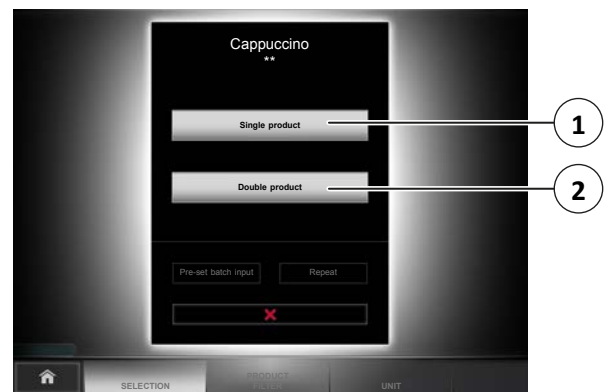 Cappuccino
**
Single product
1
Double product
2
Pre-set batch input Repeat
SELECTION
PRODUCT
FILTER
UNIT